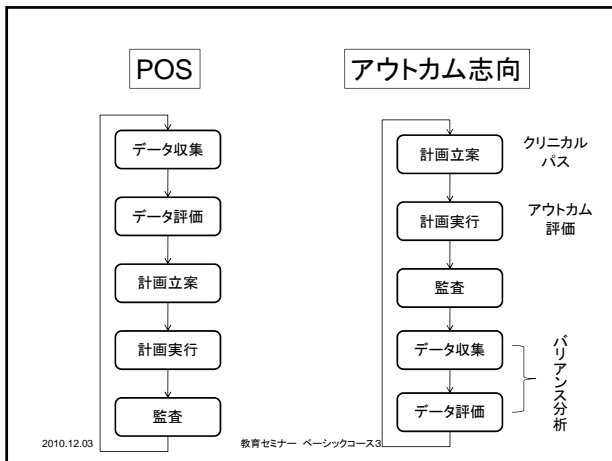 POS
データ収集
データ評価
計画立案
計画実行
監査
アウトカム志向
計画立案
クリニカル
パス
計画実行
アウトカム
評価
監査
データ収集
データ評価
バリアンス分析
2010.12.03
教育セミナー ベーシックコース3